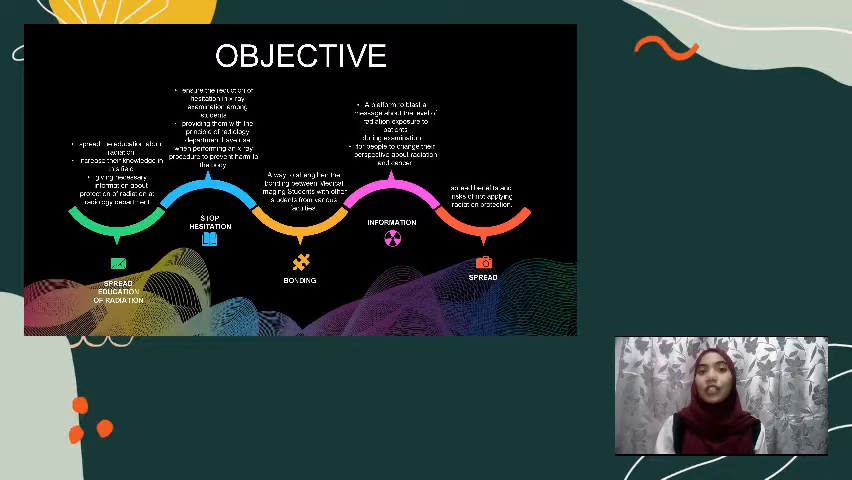 OBJECTIVE
• spread the education about
radiation
• increase their knowledge in
this field
• giving necessary
information about
protection of radiation at
radiology department
SPREAD
EDUCATION
OF RADIATION
• ensure the reduction of
hesitation in x-ray
examination among
students
• providing them with the
principle of radiology
department have rise
when performing an x ray
procedure to prevent harm to
the body
STOP
HESITATION
A way to strengthen the
bonding between Medical
Imaging Students with other
students from various
faculties.
BONDING
• A platform to blast a
message about the level of
radiation exposure to
patients
during examination
• for people to change their
perspective about radiation
and cancer
INFORMATION
spread benefits and
risks of not applying
radiation protection.
SPREAD